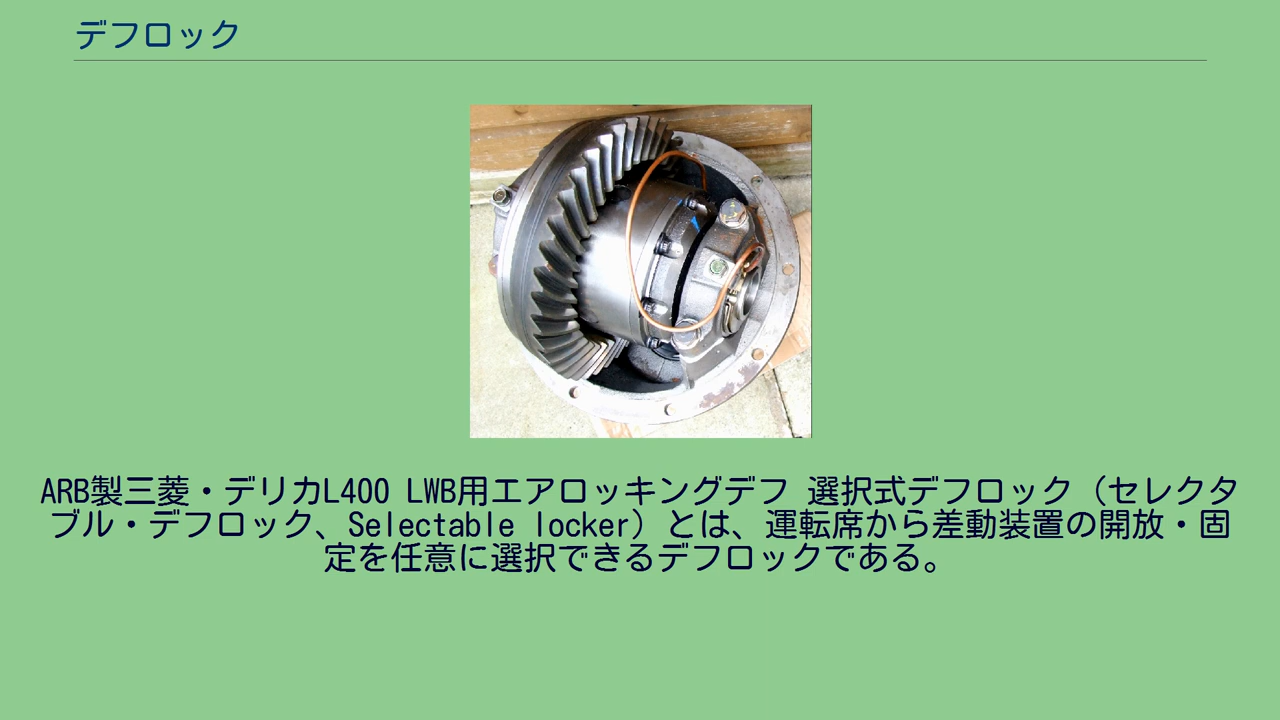 デフロック
ARB製三菱・デリカL400 LWB用エアロッキングデフ 選択式デフロック（セレクタ
ブル・デフロック、Selectable locker）とは、運転席から差動装置の開放・固
定を任意に選択できるデフロックである。